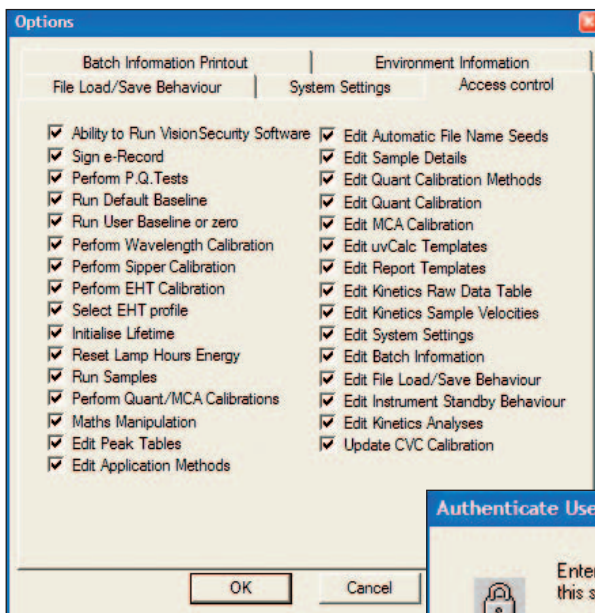 Options
Batch Information Printout
Environment Information
File Load/Save Behaviour
System Settings
Access control
Ability to Run VisionSecurity Software
Sign e-Record
Perform P.Q.Tests
Run Default Baseline
Run User Baseline or zero
Perform Wavelength Calibration
Perform Sipper Calibration
Perform EHT Calibration
Select EHT profile
Initialise Lifetime
Reset Lamp Hours Energy
Run Samples
Perform Quant/MCA Calibrations
Maths Manipulation
Edit Peak Tables
Edit Application Methods
Edit Automatic File Name Seeds
Edit Sample Details
Edit Quant Calibration Methods
Edit Quant Calibration
Edit MCA Calibration
Edit uvCalc Templates
Edit Report Templates
Edit Kinetics Raw Data Table
Edit Kinetics Sample Velocities
Edit System Settings
Edit Batch Information
Edit File Load/Save Behaviour
Edit Instrument Standby Behaviour
Edit Kinetics Analyses
Update CVC Calibration
OK
Cancel
Authenticate Use
Enter
this s